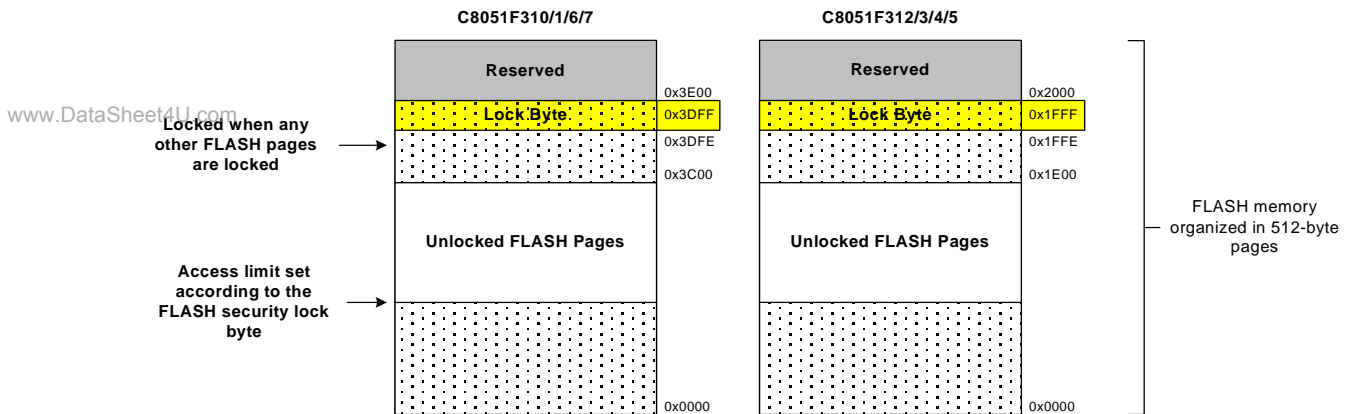 C8051F310/1/6/7
C8051F312/3/4/5
Reserved
0x3E00
Lock Byte
0x3DFF
0x3DFE
0x3C00
Unlocked FLASH Pages
0x0000
Reserved
0x2000
Lock Byte
0x1FFF
0x1FFE
0x1E00
Unlocked FLASH Pages
0x0000
www.DataSheet4U.com
Locked when any
other FLASH pages
are locked
Access limit set
according to the
FLASH security lock
byte
FLASH memory
organized in 512-byte
pages